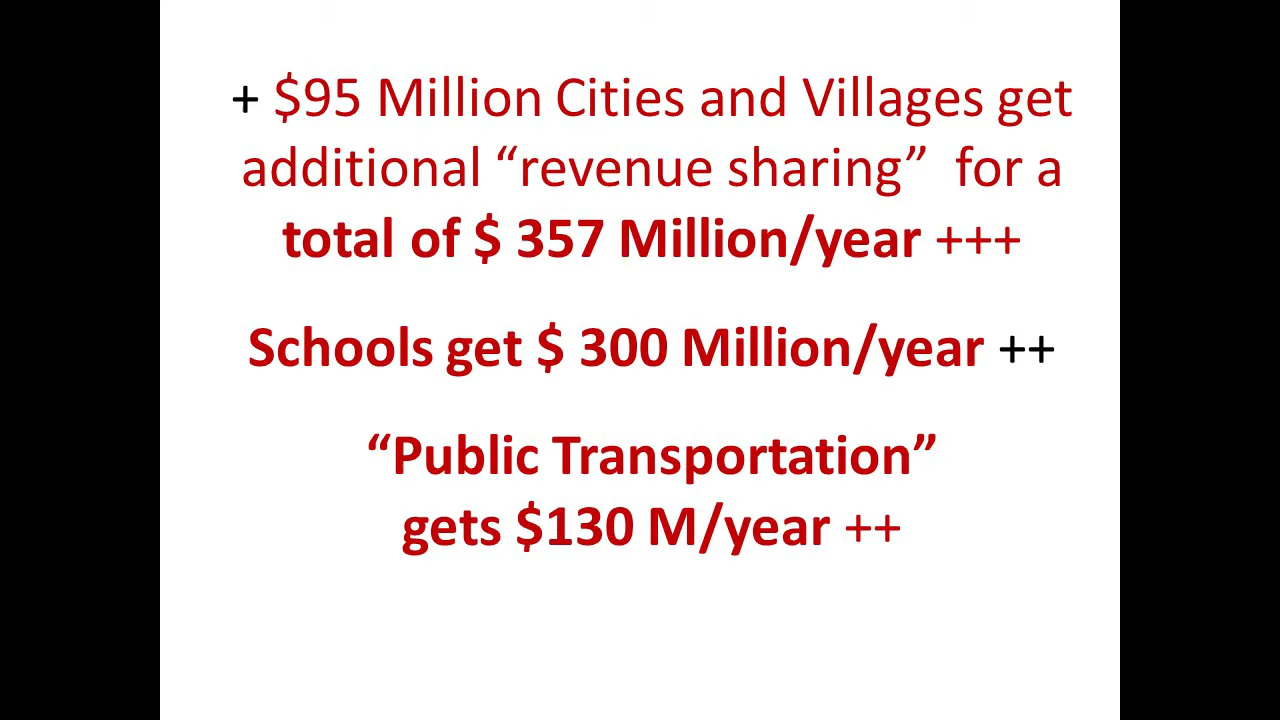 + $95 Million Cities and Villages get
additional “revenue sharing”  for a
total of $ 357 Million/year +++
Schools get $ 300 Million/year ++
“Public Transportation”
gets $130 M/year ++